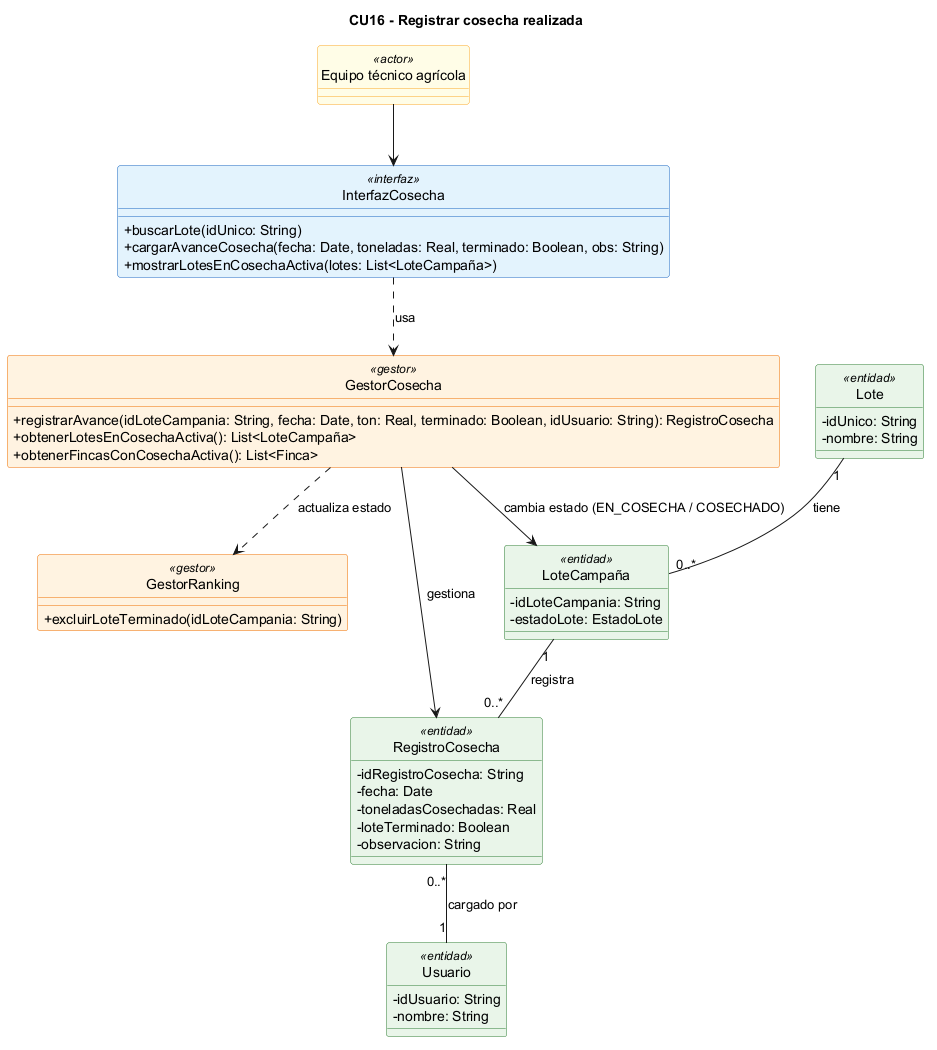 CU16 - Registrar cosecha realizada
«actor»
Equipo técnico agrícola
«interfaz»
InterfazCosecha
+buscarLote(idUnico: String)
+cargarAvanceCosecha(fecha: Date, toneladas: Real, terminado: Boolean, obs: String)
+mostrarLotesEnCosechaActiva(lotes: List<LoteCampaña>)
usa
«gestor»
GestorCosecha
+registrarAvance(idLoteCampania: String, fecha: Date, ton: Real, terminado: Boolean, idUsuario: String): RegistroCosecha
+obtenerLotesEnCosechaActiva(): List<LoteCampaña>
+obtenerFincasConCosechaActiva(): List<Finca>
«entidad»
Lote
-idUnico: String
-nombre: String
1
actualiza estado
cambia estado (EN_COSECHA / COSECHADO)
tiene
0..*
«gestor»
GestorRanking
+excluirLoteTerminado(idLoteCampania: String)
gestiona
«entidad»
LoteCampaña
-idLoteCampania: String
-estadoLote: EstadoLote
1
registra
0..*
«entidad»
RegistroCosecha
-idRegistroCosecha: String
-fecha: Date
-toneladasCosechadas: Real
-loteTerminado: Boolean
-observacion: String
0..*
cargado por
1
«entidad»
Usuario
-idUsuario: String
-nombre: String